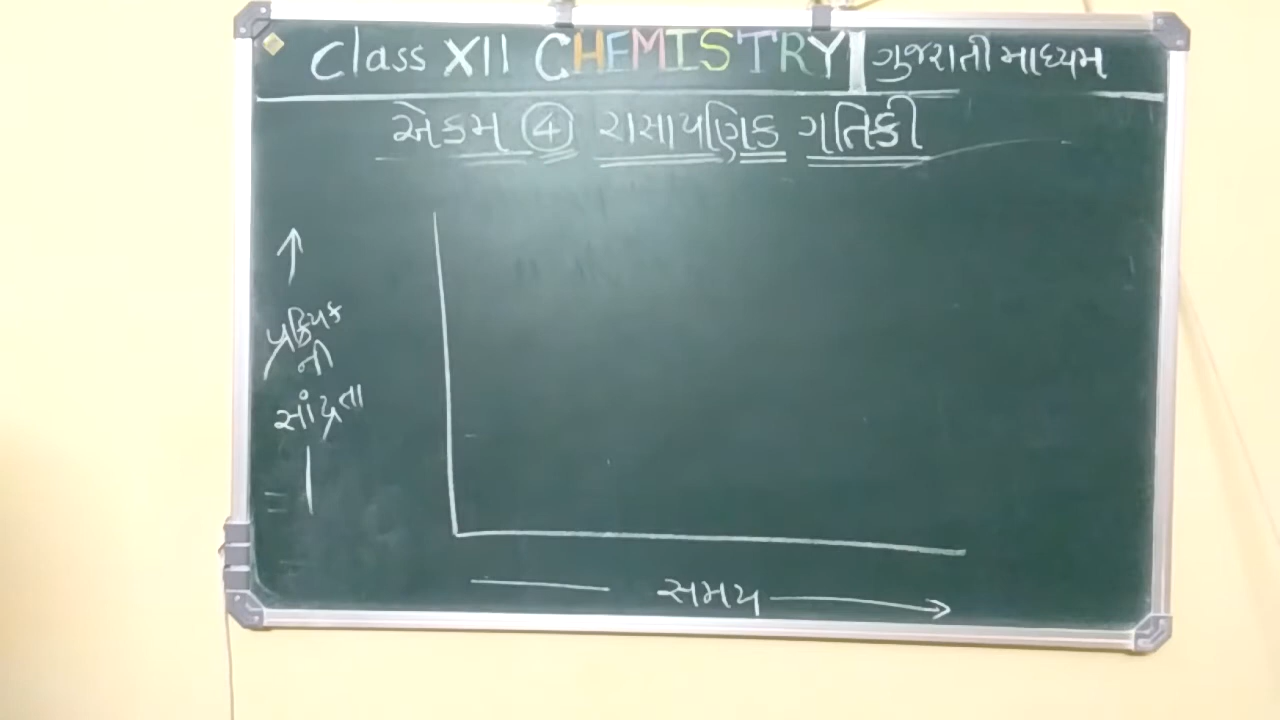 Class XII CHEMISTRY | ગુજરાતી માધ્યમ
એકમ ④ રાસાયણિક ગતિકી
પ્રક્રિયક
ની
સાંદ્રતા
સમય